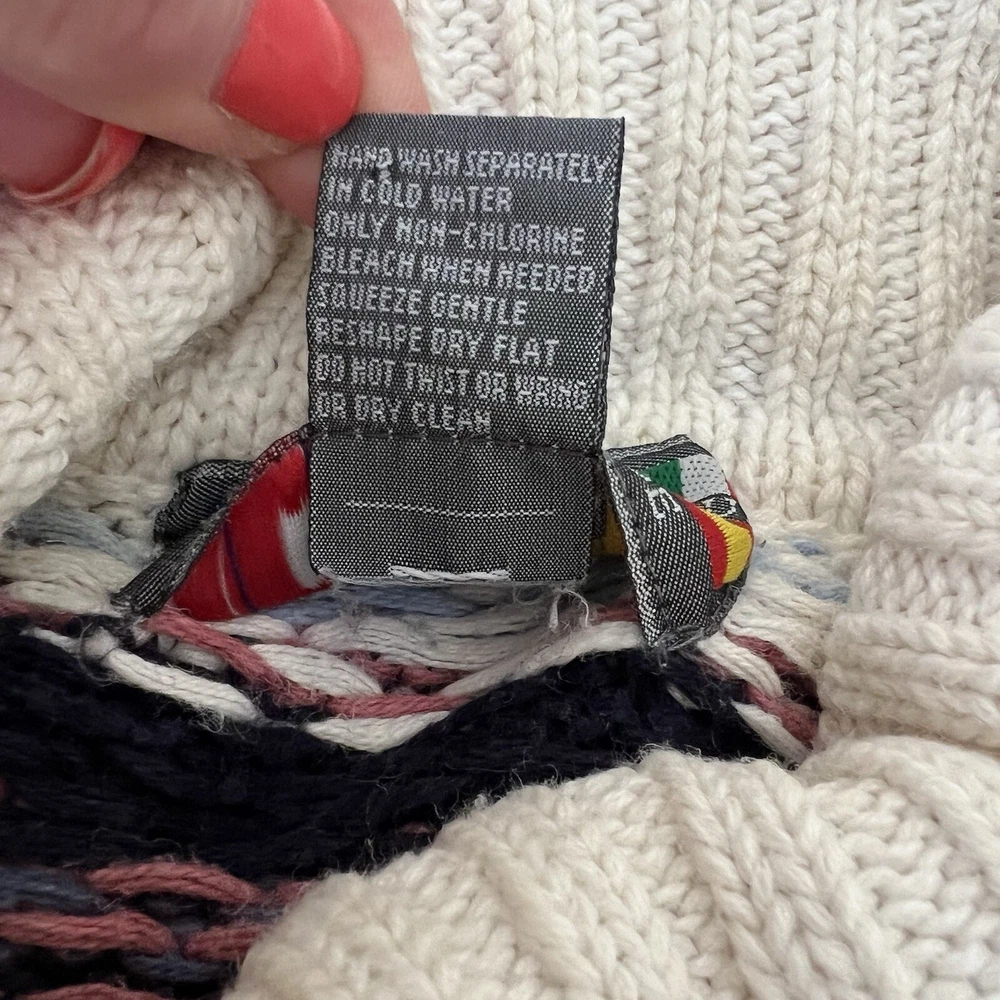 HAND WASH SEPARATELY
IN COLD WATER
ONLY NON-CHLORINE
BLEACH WHEN NEEDED
SQUEEZE GENTLE
RESHAPE DRY FLAT
DO NOT TWIST OR WRING
OR DRY CLEAN